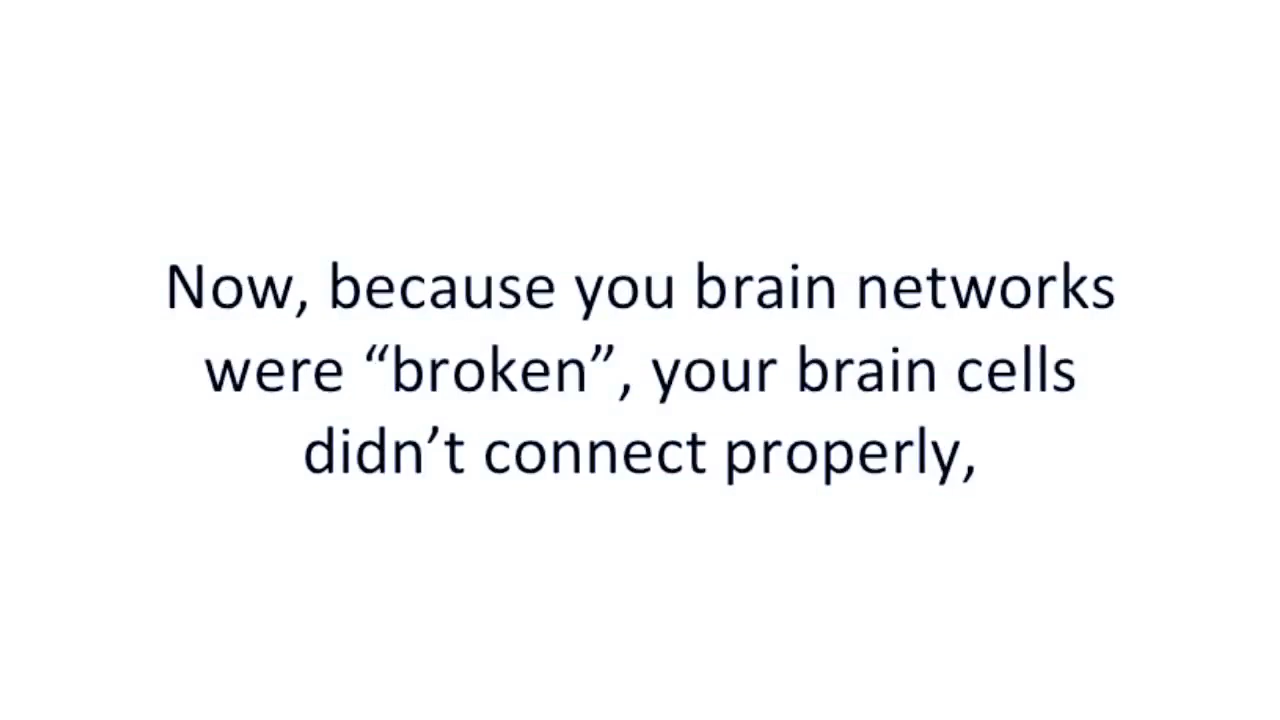 Now, because you brain networks
were “broken”, your brain cells
didn’t connect properly,